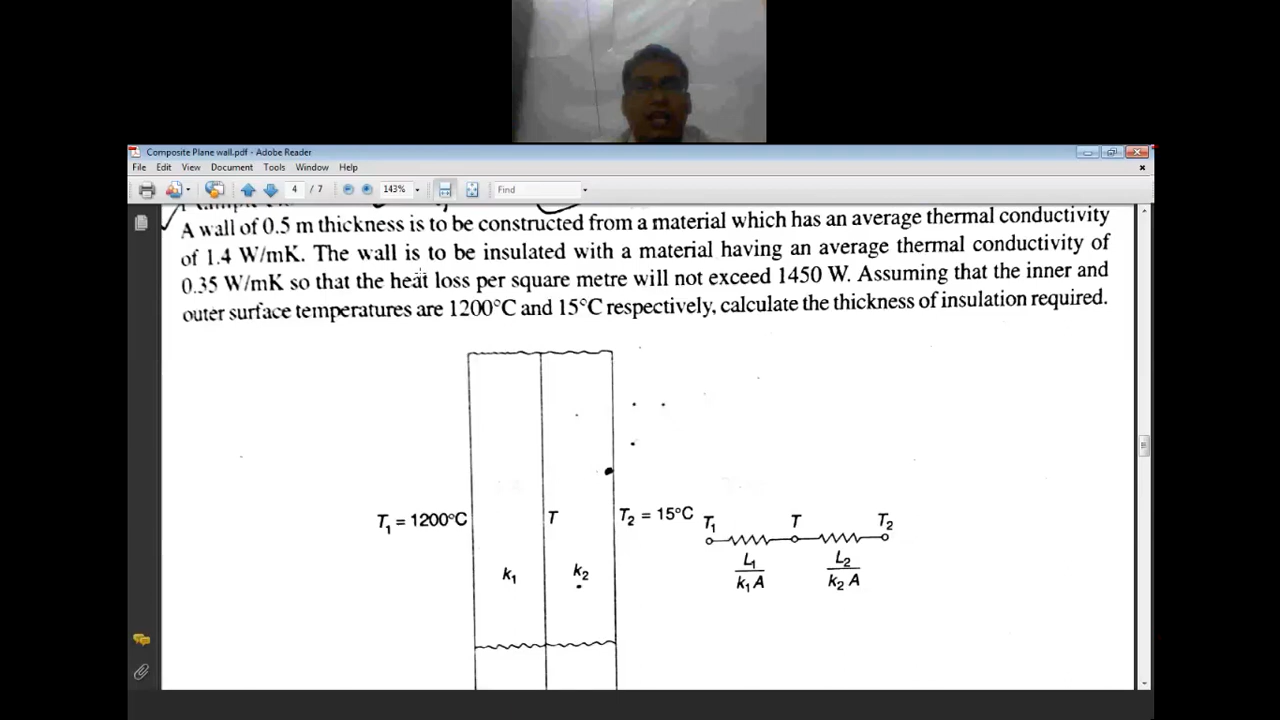 Composite Plane wall.pdf - Adobe Reader
File Edit View Document Tools Window Help
4 / 7 143% Find
A wall of 0.5 m thickness is to be constructed from a material which has an average thermal conductivity
of 1.4 W/mK. The wall is to be insulated with a material having an average thermal conductivity of
0.35 W/mK so that the heat loss per square metre will not exceed 1450 W. Assuming that the inner and
outer surface temperatures are 1200°C and 15°C respectively, calculate the thickness of insulation required.
T1 = 1200°C T T2 = 15°C T1 T T2
k1 k2
L1 L2
k1 A k2 A